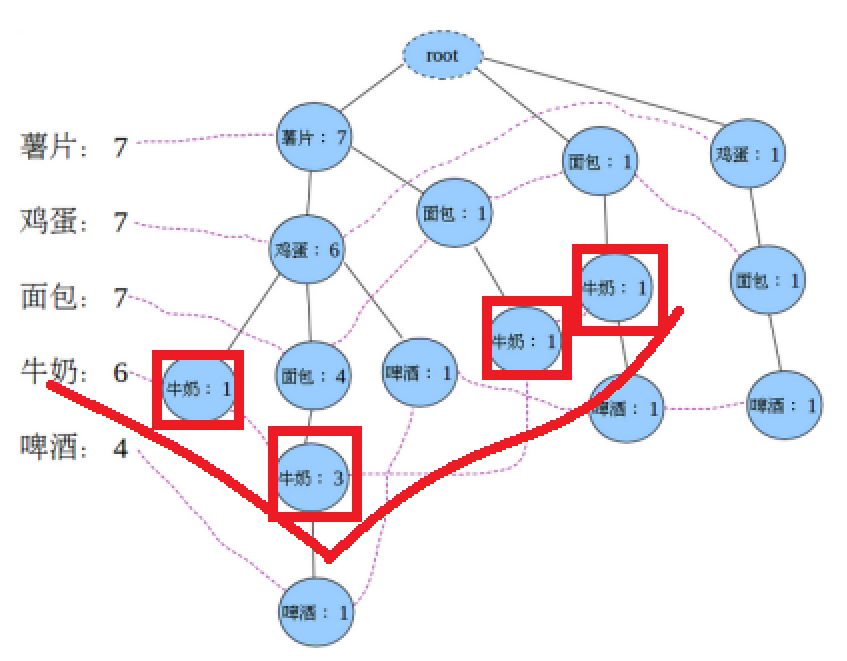 root
薯片： 7
薯片： 7
面包： 1
鸡蛋： 1
鸡蛋： 7
鸡蛋： 6
面包： 1
面包： 7
牛奶： 1
面包： 1
牛奶： 1
牛奶： 6
牛奶： 1
面包： 4
啤酒： 1
啤酒： 1
啤酒： 1
啤酒： 4
牛奶： 3
啤酒： 1